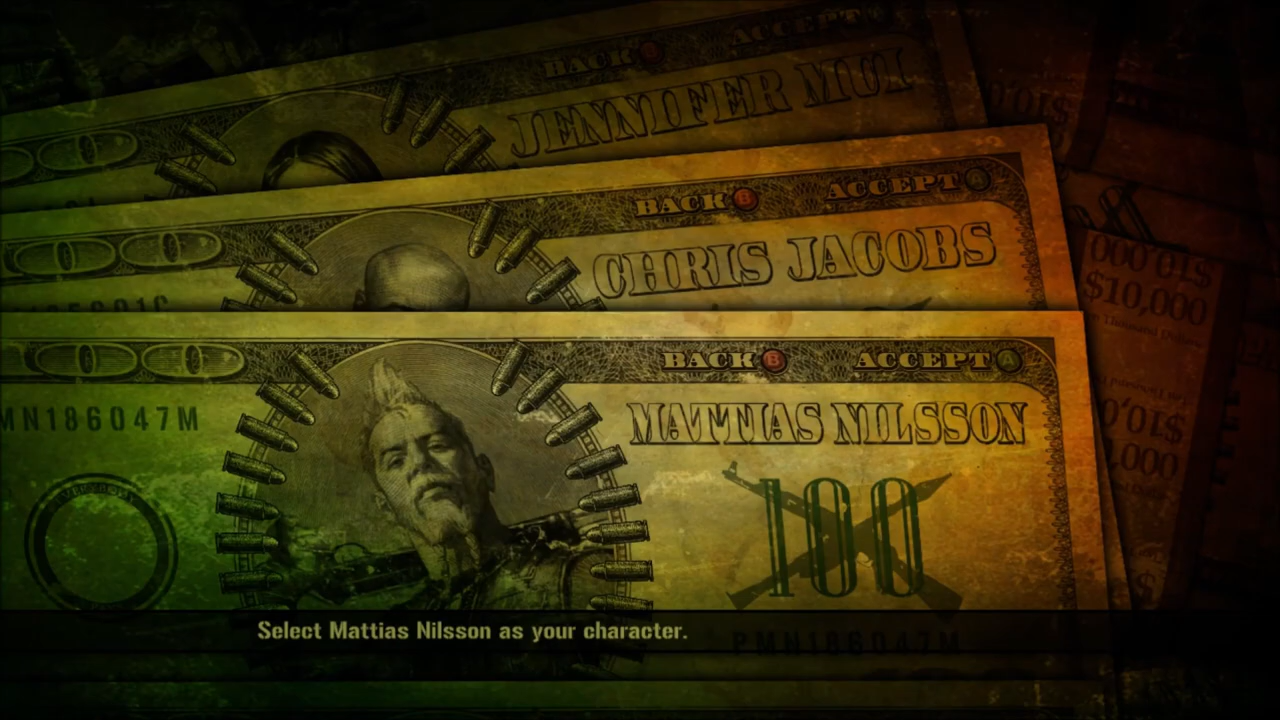 BACK B ACCEPT
JENNIFER MUI
BACK B ACCEPT A
CHRIS JACOBS
BACK B ACCEPT A
MN186047M
MATTIAS NILSSON
100
$10,000
Select Mattias Nilsson as your character.
PMN186047M